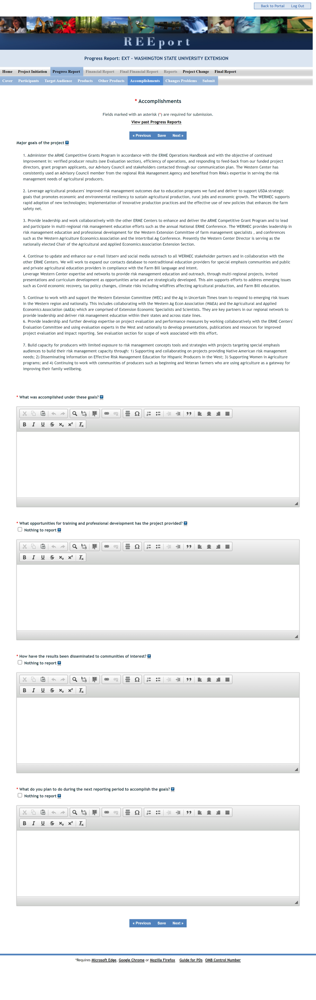 Back to Portal Log Out
REEport
Progress Report: EXT - WASHINGTON STATE UNIVERSITY EXTENSION
Home Project Initiation Progress Report Financial Report Final Financial Report Reports Project Change Final Report
Cover Participants Target Audience Products Other Products Accomplishments Changes Problems Submit
* Accomplishments
Fields marked with an asterisk (*) are required for submission.
View past Progress Reports
« Previous Save Next »
Major goals of the project ?
1. Administer the ARME Competitive Grants Program in accordance with the ERME Operations Handbook and with the objective of continued
improvement in: verified producer results (see Evaluation section), efficiency of operations, and responding to feed-back from our funded project
directors, grant program applicants, our Advisory Council and stakeholders contacted through our communication plan. The Western Center has
consistently used an Advisory Council member from the regional Risk Management Agency and benefited from RMA's expertise in serving the risk
management needs of agricultural producers.
2. Leverage agricultural producers' improved risk management outcomes due to education programs we fund and deliver to support USDA strategic
goals that promotes economic and environmental resiliency to sustain agricultural production, rural jobs and economic growth. The WERMEC supports
rapid adoption of new technologies; implementation of innovative production practices and the effective use of new policies that enhances the farm
safety net.
3. Provide leadership and work collaboratively with the other ERME Centers to enhance and deliver the ARME Competitive Grant Program and to lead
and participate in multi-regional risk management education efforts such as the annual National ERME Conference. The WERMEC provides leadership in
risk management education and professional development for the Western Extension Committee of farm management specialists , and conferences
such as the Western Agriculture Economics Association and the Intertribal Ag Conference. Presently the Western Center Director is serving as the
nationally elected Chair of the Agricultural and Applied Economics Association Extension Section.
4. Continue to update and enhance our e-mail listserv and social media outreach to all WERMEC stakeholder partners and in collaboration with the
other ERME Centers. We will work to expand our contacts database to nontraditional education providers for special emphasis communities and public
and private agricultural education providers in compliance with the Farm Bill language and intent.
Leverage Western Center expertise and networks to provide risk management education and outreach, through multi-regional projects, invited
presentations and curriculum development as opportunities arise and are strategically developed. This aim supports efforts to address emerging issues
such as Covid economic recovery, tax policy changes, climate risks including wildfires affecting agricultural production, and Farm Bill education.
5. Continue to work with and support the Western Extension Committee (WEC) and the Ag in Uncertain Times team to respond to emerging risk issues
in the Western region and nationally. This includes collaborating with the Western Ag Econ Association (WAEA) and the Agricultural and Applied
Economics Association (AAEA) which are comprised of Extension Economic Specialists and Scientists. They are key partners in our regional network to
provide leadership and deliver risk management education within their states and across state lines.
6. Provide leadership and further develop expertise on project evaluation and performance measures by working collaboratively with the ERME Centers'
Evaluation Committee and using evaluation experts in the West and nationally to develop presentations, publications and resources for improved
project evaluation and impact reporting. See evaluation section for scope of work associated with this effort.
7. Build capacity for producers with limited exposure to risk management concepts tools and strategies with projects targeting special emphasis
audiences to build their risk management capacity through: 1) Supporting and collaborating on projects providing Native American risk management
needs; 2) Disseminating information on Effective Risk Management Education for Hispanic Producers in the West; 3) Supporting Women in Agriculture
programs; and 4) Continuing to work with communities of producers such as beginning and Veteran farmers who are using agriculture as a gateway for
improving their family wellbeing.
* What was accomplished under these goals? ?
* What opportunities for training and professional development has the project provided? ?
Nothing to report ?
* How have the results been disseminated to communities of interest? ?
Nothing to report ?
* What do you plan to do during the next reporting period to accomplish the goals? ?
Nothing to report ?
« Previous Save Next »
*Requires Microsoft Edge, Google Chrome or Mozilla Firefox Guide for PDs OMB Control Number